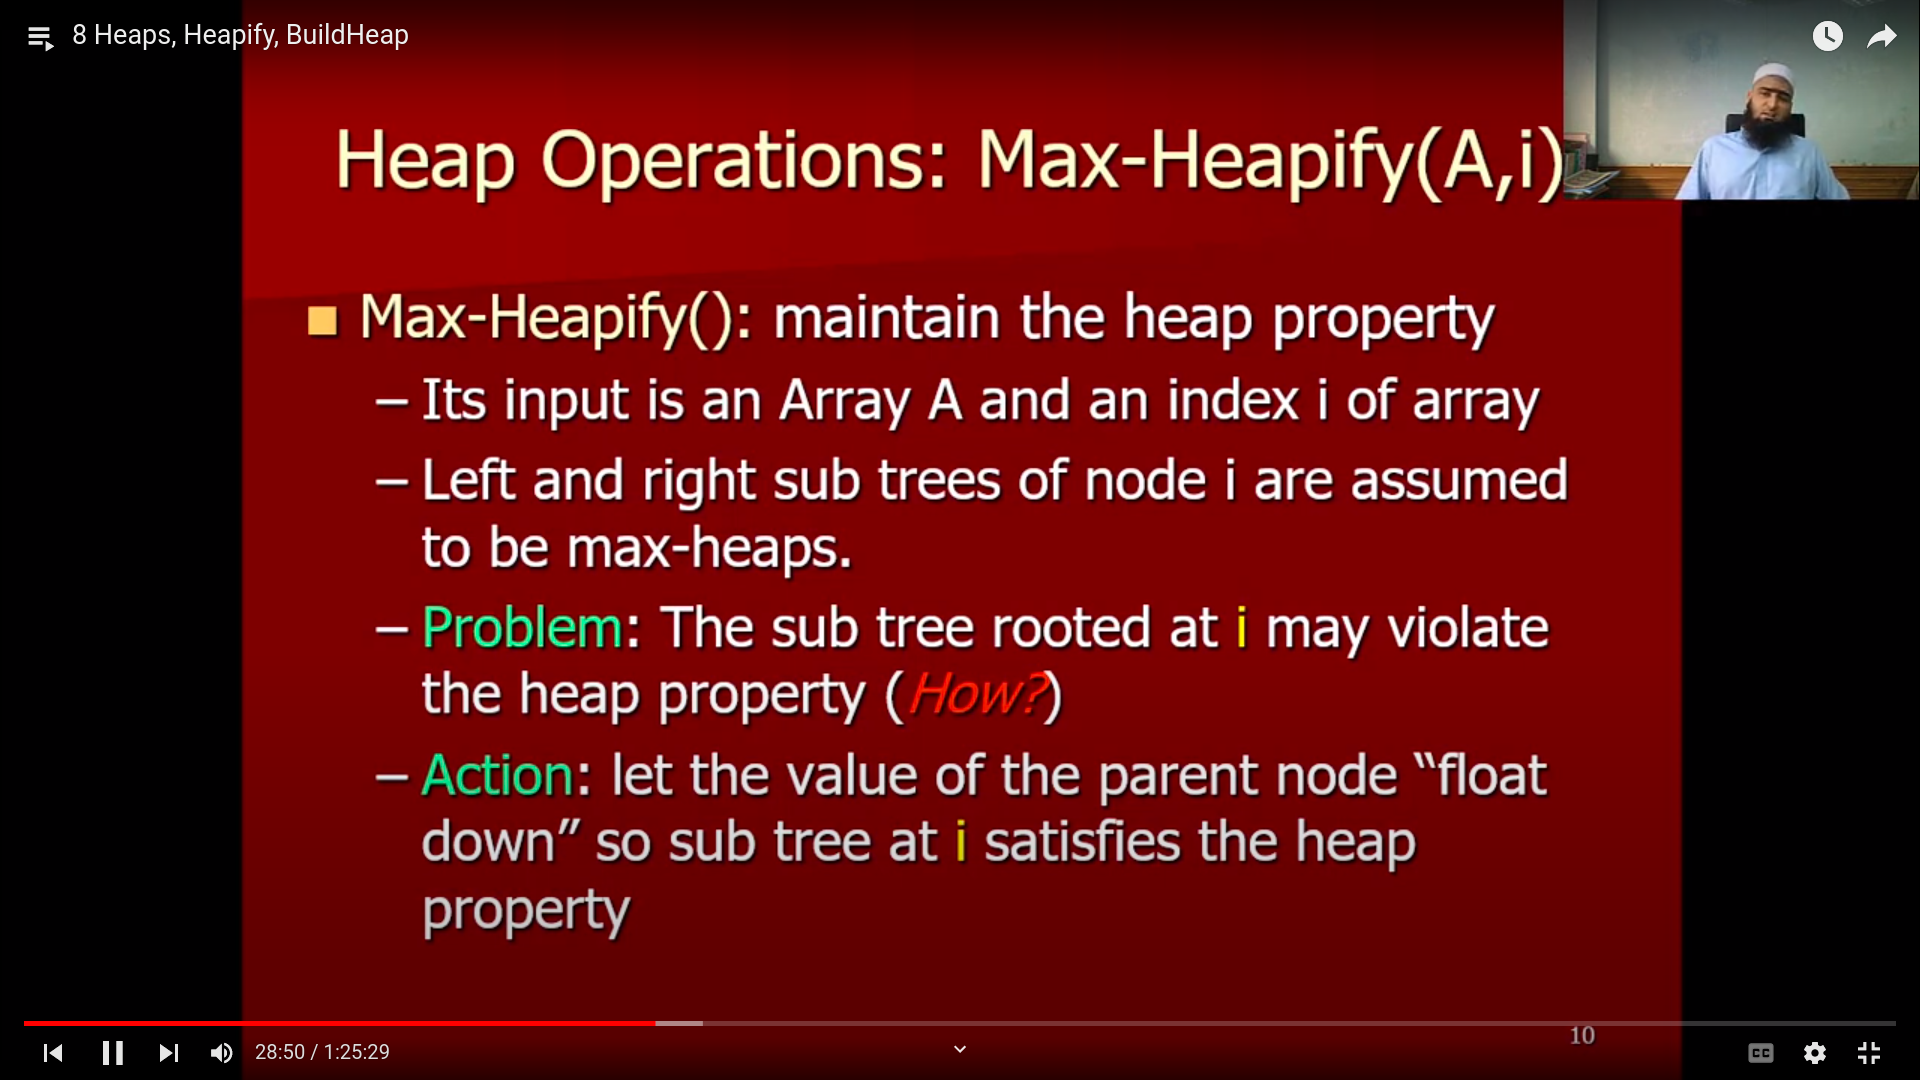 8 Heaps, Heapify, BuildHeap
Heap Operations: Max-Heapify(A,i)
Max-Heapify(): maintain the heap property
– Its input is an Array A and an index i of array
– Left and right sub trees of node i are assumed
to be max-heaps.
– Problem: The sub tree rooted at i may violate
the heap property (How?)
– Action: let the value of the parent node “float
down” so sub tree at i satisfies the heap
property
10
28:50 / 1:25:29
CC